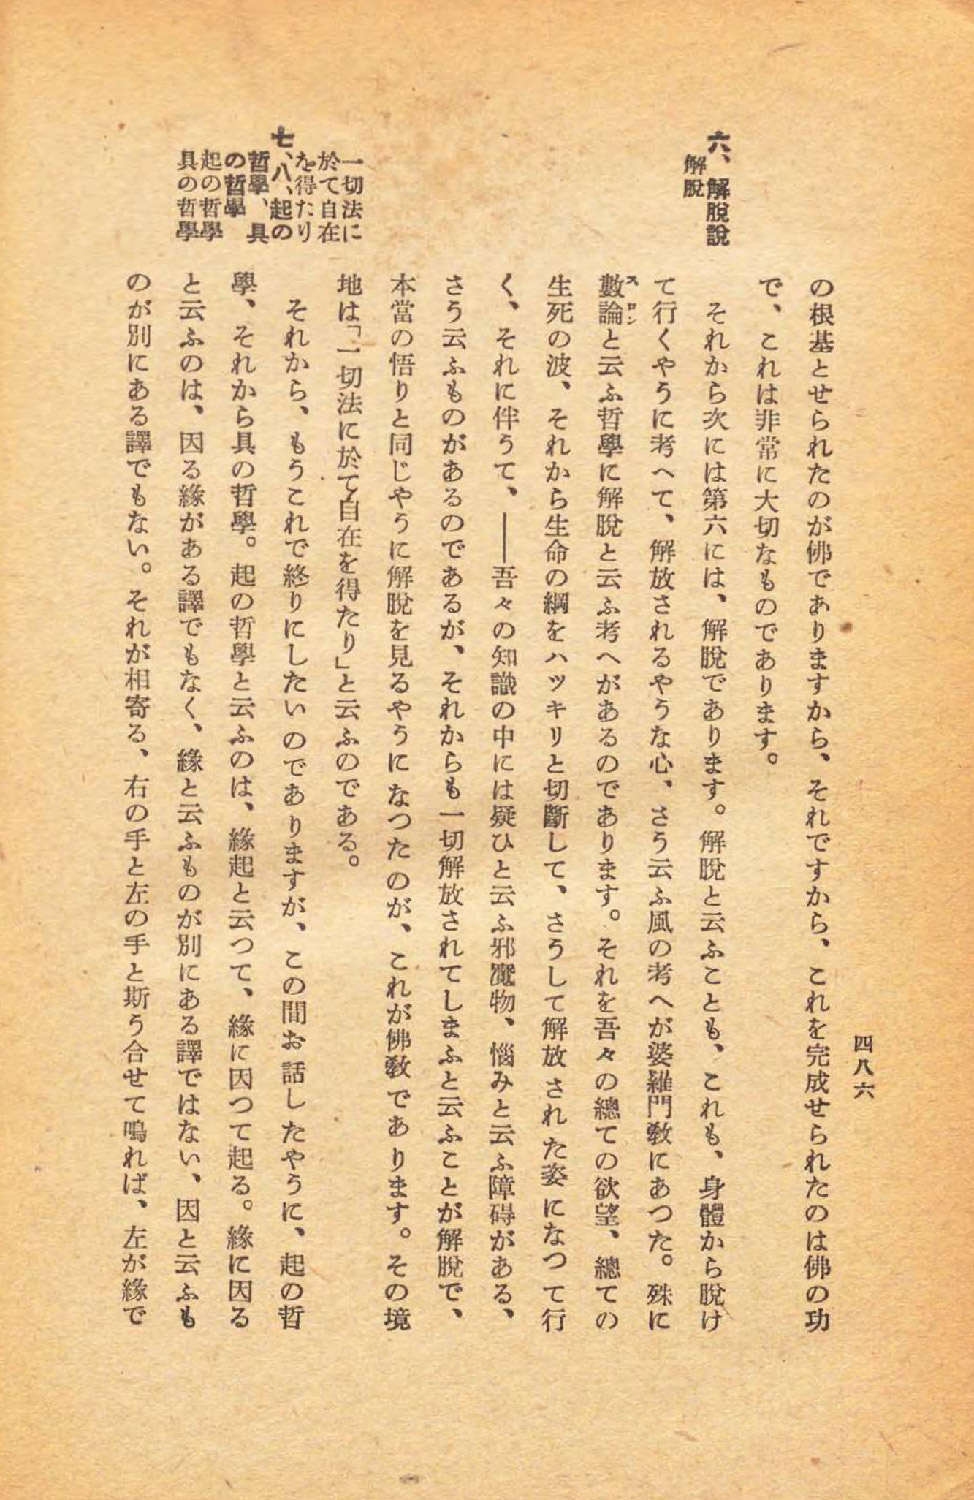 四八六
の根基とせられたのが佛でありますから、それですから、これを完成せられたのは佛の功
で、これは非常に大切なものであります。
六、解脫說
解脫
それから次には第六には、解脫であります。解脫と云ふことも、これも、身體から脫け
て行くやうに考へて、解放されるやうな心、さう云ふ風の考へが婆羅門敎にあつた。殊に
數論と云ふ哲學に解脫と云ふ考へがあるのであります。それを吾々の總ての欲望、總ての
スロン
生死の波、それから生命の綱をハッキリと切斷して、さうして解放された姿になつて行
く、それに伴うて、――吾々の知識の中には疑ひと云ふ邪魔物、惱みと云ふ障碍がある、
さう云ふものがあるのであるが、それからも一切解放されてしまふと云ふことが解脫で、
本當の悟りと同じやうに解脫を見るやうになつたのが、これが佛敎であります。その境
一切法に
於て自在
を得たり
地は「一切法に於て自在を得たり」と云ふのである。
七、八、起の
哲學、具
の哲學
起の哲學
具の哲學
それから、もうこれで終りにしたいのでありますが、この間お話したやうに、起の哲
學、それから具の哲學。起の哲學と云ふのは、緣起と云つて、緣に因つて起る。緣に因る
と云ふのは、因る緣がある譯でもなく、緣と云ふものが別にある譯ではない、因と云ふも
のが別にある譯でもない。それが相寄る、右の手と左の手と斯う合せて鳴れば、左が緣で